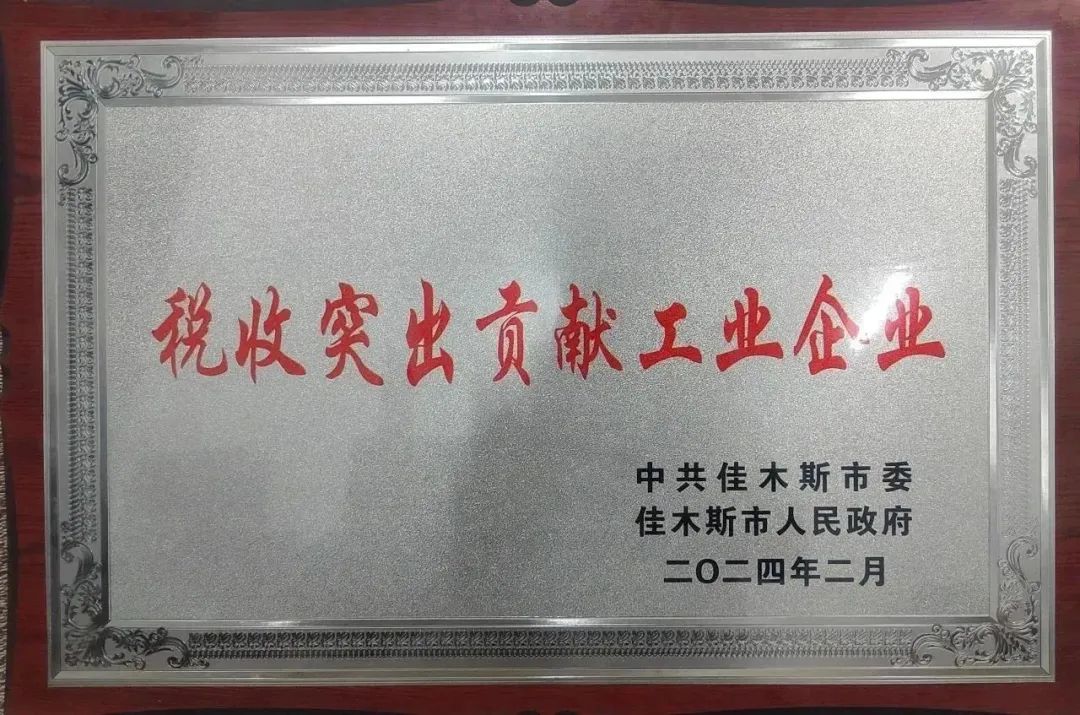 税收突出贡献工业企业
中共佳木斯市委
佳木斯市人民政府
二〇二四年二月